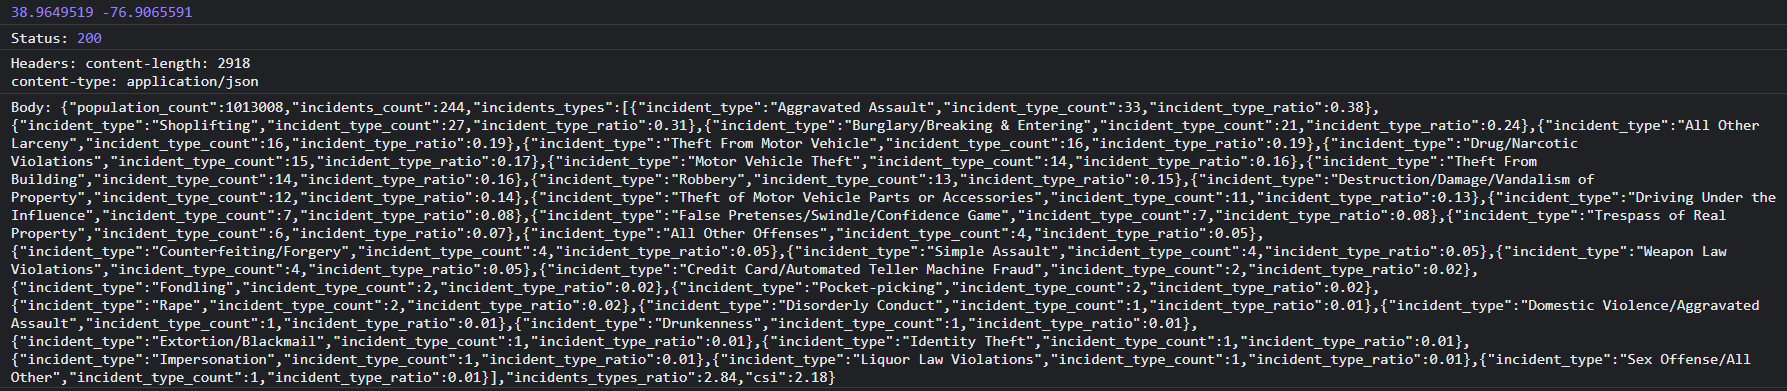 38.9649519 -76.9065591
Status: 200
Headers: content-length: 2918
content-type: application/json
Body: {"population_count":1013008,"incidents_count":244,"incidents_types":[{"incident_type":"Aggravated Assault","incident_type_count":33,"incident_type_ratio":0.38},
{"incident_type":"Shoplifting","incident_type_count":27,"incident_type_ratio":0.31},{"incident_type":"Burglary/Breaking & Entering","incident_type_count":21,"incident_type_ratio":0.24},{"incident_type":"All Other
Larceny","incident_type_count":16,"incident_type_ratio":0.19},{"incident_type":"Theft From Motor Vehicle","incident_type_count":16,"incident_type_ratio":0.19},{"incident_type":"Drug/Narcotic
Violations","incident_type_count":15,"incident_type_ratio":0.17},{"incident_type":"Motor Vehicle Theft","incident_type_count":14,"incident_type_ratio":0.16},{"incident_type":"Theft From
Building","incident_type_count":14,"incident_type_ratio":0.16},{"incident_type":"Robbery","incident_type_count":13,"incident_type_ratio":0.15},{"incident_type":"Destruction/Damage/Vandalism of
Property","incident_type_count":12,"incident_type_ratio":0.14},{"incident_type":"Theft of Motor Vehicle Parts or Accessories","incident_type_count":11,"incident_type_ratio":0.13},{"incident_type":"Driving Under the
Influence","incident_type_count":7,"incident_type_ratio":0.08},{"incident_type":"False Pretenses/Swindle/Confidence Game","incident_type_count":7,"incident_type_ratio":0.08},{"incident_type":"Trespass of Real
Property","incident_type_count":6,"incident_type_ratio":0.07},{"incident_type":"All Other Offenses","incident_type_count":4,"incident_type_ratio":0.05},
{"incident_type":"Counterfeiting/Forgery","incident_type_count":4,"incident_type_ratio":0.05},{"incident_type":"Simple Assault","incident_type_count":4,"incident_type_ratio":0.05},{"incident_type":"Weapon Law
Violations","incident_type_count":4,"incident_type_ratio":0.05},{"incident_type":"Credit Card/Automated Teller Machine Fraud","incident_type_count":2,"incident_type_ratio":0.02},
{"incident_type":"Fondling","incident_type_count":2,"incident_type_ratio":0.02},{"incident_type":"Pocket-picking","incident_type_count":2,"incident_type_ratio":0.02},
{"incident_type":"Rape","incident_type_count":2,"incident_type_ratio":0.02},{"incident_type":"Disorderly Conduct","incident_type_count":1,"incident_type_ratio":0.01},{"incident_type":"Domestic Violence/Aggravated
Assault","incident_type_count":1,"incident_type_ratio":0.01},{"incident_type":"Drunkenness","incident_type_count":1,"incident_type_ratio":0.01},
{"incident_type":"Extortion/Blackmail","incident_type_count":1,"incident_type_ratio":0.01},{"incident_type":"Identity Theft","incident_type_count":1,"incident_type_ratio":0.01},
{"incident_type":"Impersonation","incident_type_count":1,"incident_type_ratio":0.01},{"incident_type":"Liquor Law Violations","incident_type_count":1,"incident_type_ratio":0.01},{"incident_type":"Sex Offense/All
Other","incident_type_count":1,"incident_type_ratio":0.01}],"incidents_types_ratio":2.84,"csi":2.18}